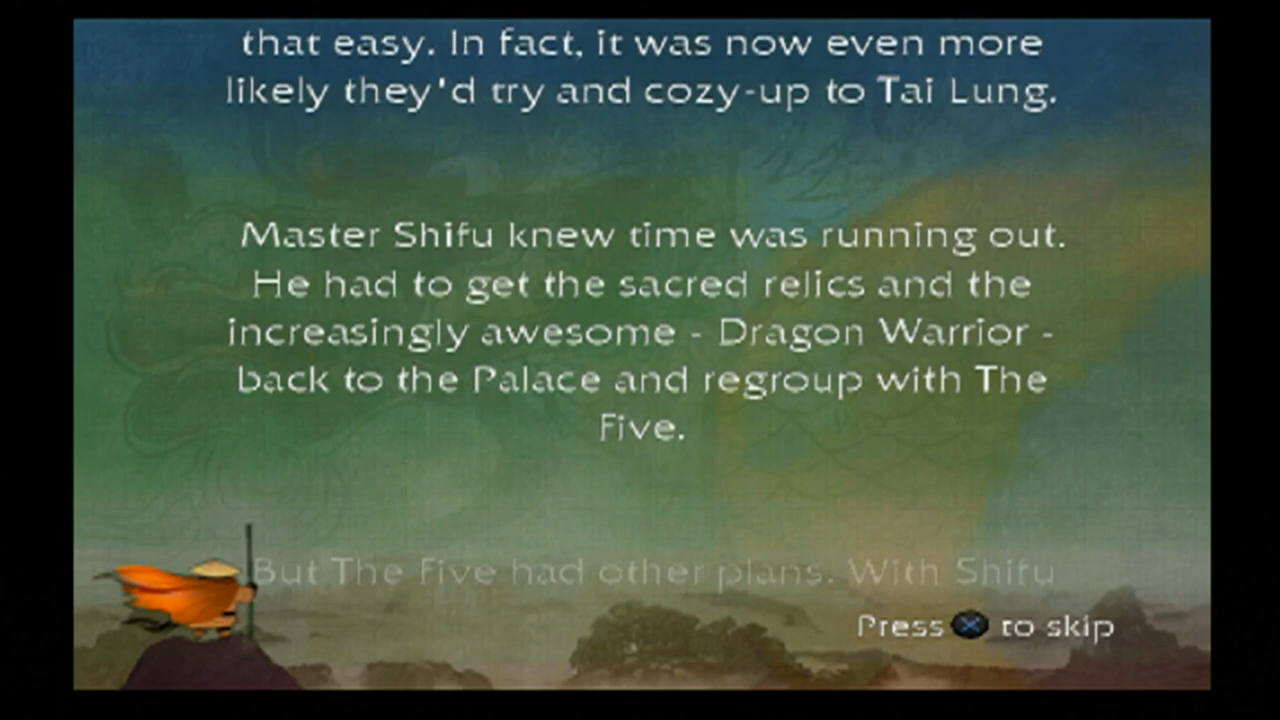 that easy. In fact, it was now even more
likely they'd try and cozy-up to Tai Lung.
Master Shifu knew time was running out.
He had to get the sacred relics and the
increasingly awesome - Dragon Warrior -
back to the Palace and regroup with The
Five.
But The Five had other plans. With Shifu
Press to skip